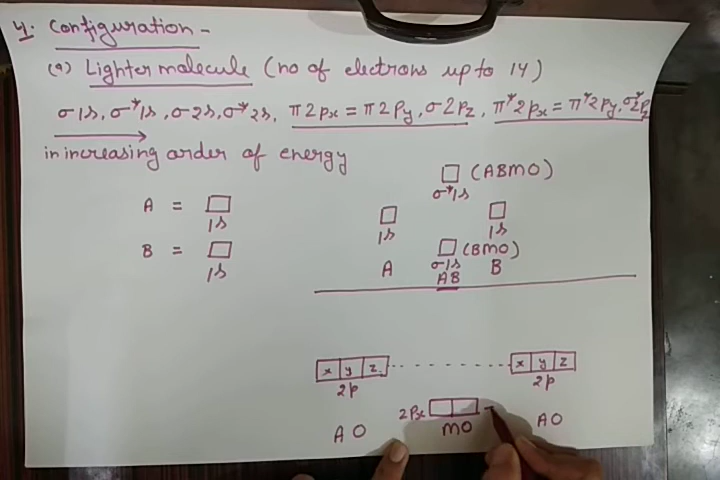 4. Configuration -
(a) Lighter molecule (no of electrons up to 14)
σ1s, σ*1s, σ2s, σ*2s, π2px = π2py, σ2pz, π*2px = π*2py, σ*2pz
in increasing order of energy
(ABMO)
σ*1s
A =
1s
1s
1s
B =
1s
(BMO)
σ1s
A
AB
B
x y z
x y z
2p
2p
2px
AO
MO
AO